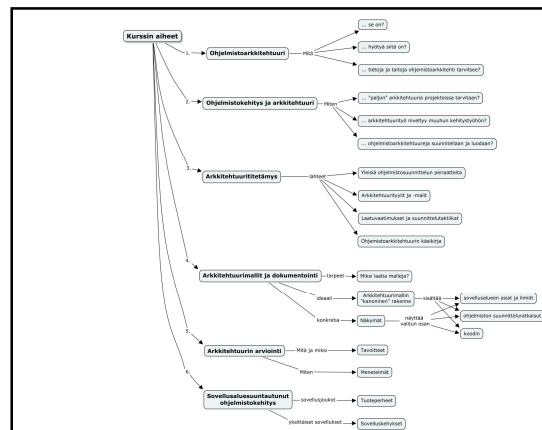 Kurssin aiheet
1.
Ohjelmistoarkkitehtuuri
Mitä
... se on?
... hyötyä siitä on?
... tietoja ja taitoja ohjemistoarkkitehti tarvitsee?
2.
Ohjelmistokehitys ja arkkitehtuuri
Miten
... "paljon" arkkitehtuuria projekteissa tarvitaan?
... arkkitehtuurityö niveltyy muuhun kehitystyöhön?
... ohjelmistoarkkitehtuureja suunnitellaan ja luodaan?
3.
Arkkitehtuuritietämys
lähteet
Yleisiä ohjelmistosuunnittelun periaatteita
Arkkitehtuurityylit ja -mallit
Laatuvaatimukset ja suunnittelutaktiikat
Ohjemistoarkkitehtuurin käsikirja
4.
Arkkitehtuurimallit ja dokumentointi
tarpeet
Miksi laatia malleja?
ideaali
Arkkitehtuurimallin
"kanoninen" rakenne
sisältää
sovellusalueen asiat ja ilmiöt
ohjelmiston suunnitteluratkaisut
koodin
konkretia
Näkymät
näyttää
valitun osan
5.
Arkkitehtuurin arviointi
Mitä ja miksi
Tavoitteet
Miten
Menetelmät
6.
Sovellusaluesuuntautunut
ohjelmistokehitys
sovellusjoukot
Tuoteperheet
yksittäiset sovellukset
Sovelluskehykset